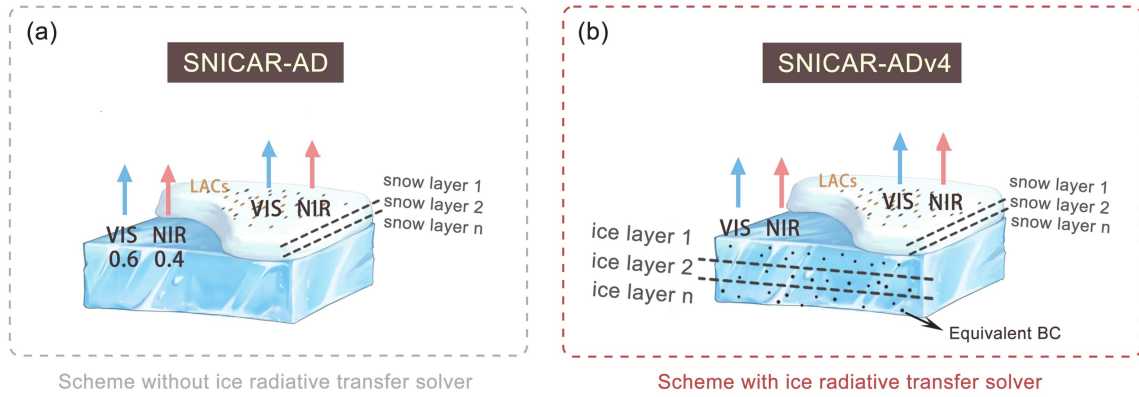 (a)
SNICAR-AD
LACs
VIS NIR
snow layer 1
snow layer 2
snow layer n
VIS NIR
0.6 0.4
Scheme without ice radiative transfer solver
(b)
SNICAR-ADv4
LACs
VIS NIR
snow layer 1
snow layer 2
snow layer n
VIS NIR
ice layer 1
ice layer 2
ice layer n
Equivalent BC
Scheme with ice radiative transfer solver